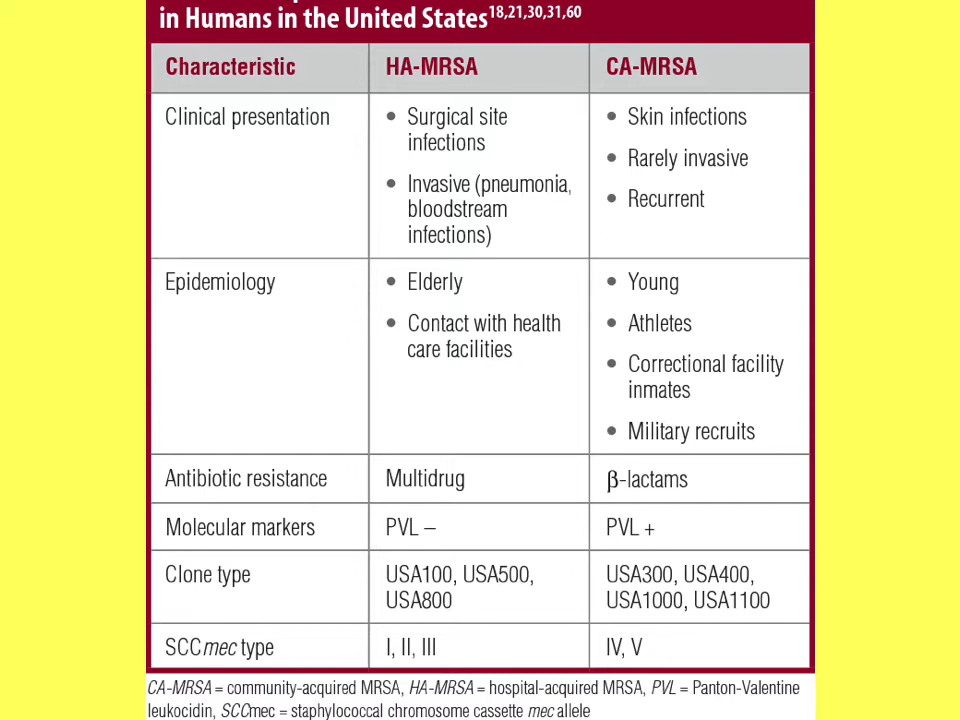 in Humans in the United States18,21,30,31,60
Characteristic HA-MRSA CA-MRSA
Clinical presentation
• Surgical site
infections
• Invasive (pneumonia,
bloodstream
infections)
• Skin infections
• Rarely invasive
• Recurrent
Epidemiology
• Elderly
• Contact with health
care facilities
• Young
• Athletes
• Correctional facility
inmates
• Military recruits
Antibiotic resistance Multidrug β-lactams
Molecular markers PVL – PVL +
Clone type
USA100, USA500,
USA800
USA300, USA400,
USA1000, USA1100
SCCmec type I, II, III IV, V
CA-MRSA = community-acquired MRSA, HA-MRSA = hospital-acquired MRSA, PVL = Panton-Valentine
leukocidin, SCCmec = staphylococcal chromosome cassette mec allele